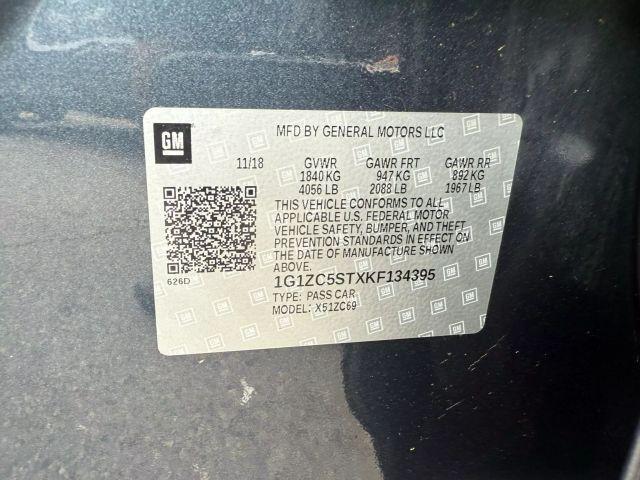 GM
MFD BY GENERAL MOTORS LLC
11/18 GVWR GAWR FRT GAWR RR
1840 KG 947 KG 892 KG
4056 LB 2088 LB 1967 LB
THIS VEHICLE CONFORMS TO ALL
APPLICABLE U.S. FEDERAL MOTOR
VEHICLE SAFETY, BUMPER, AND THEFT
PREVENTION STANDARDS IN EFFECT ON
THE DATE OF MANUFACTURE SHOWN
ABOVE.
626D
1G1ZC5STXKF134395
TYPE: PASS CAR
MODEL: X51ZC69